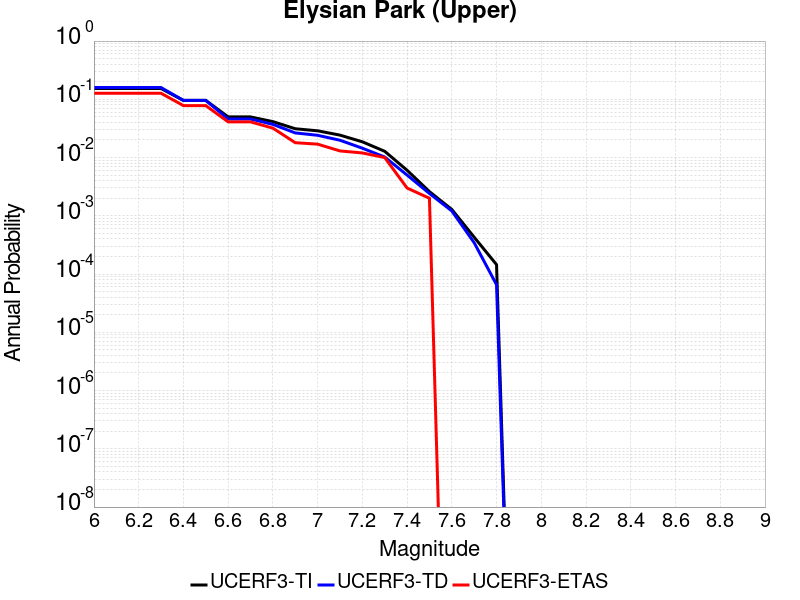 Elysian Park (Upper)
10^0
10^-1
10^-2
10^-3
10^-4
10^-5
10^-6
10^-7
10^-8
Annual Probability
6 6.2 6.4 6.6 6.8 7 7.2 7.4 7.6 7.8 8 8.2 8.4 8.6 8.8 9
Magnitude
UCERF3-TI UCERF3-TD UCERF3-ETAS